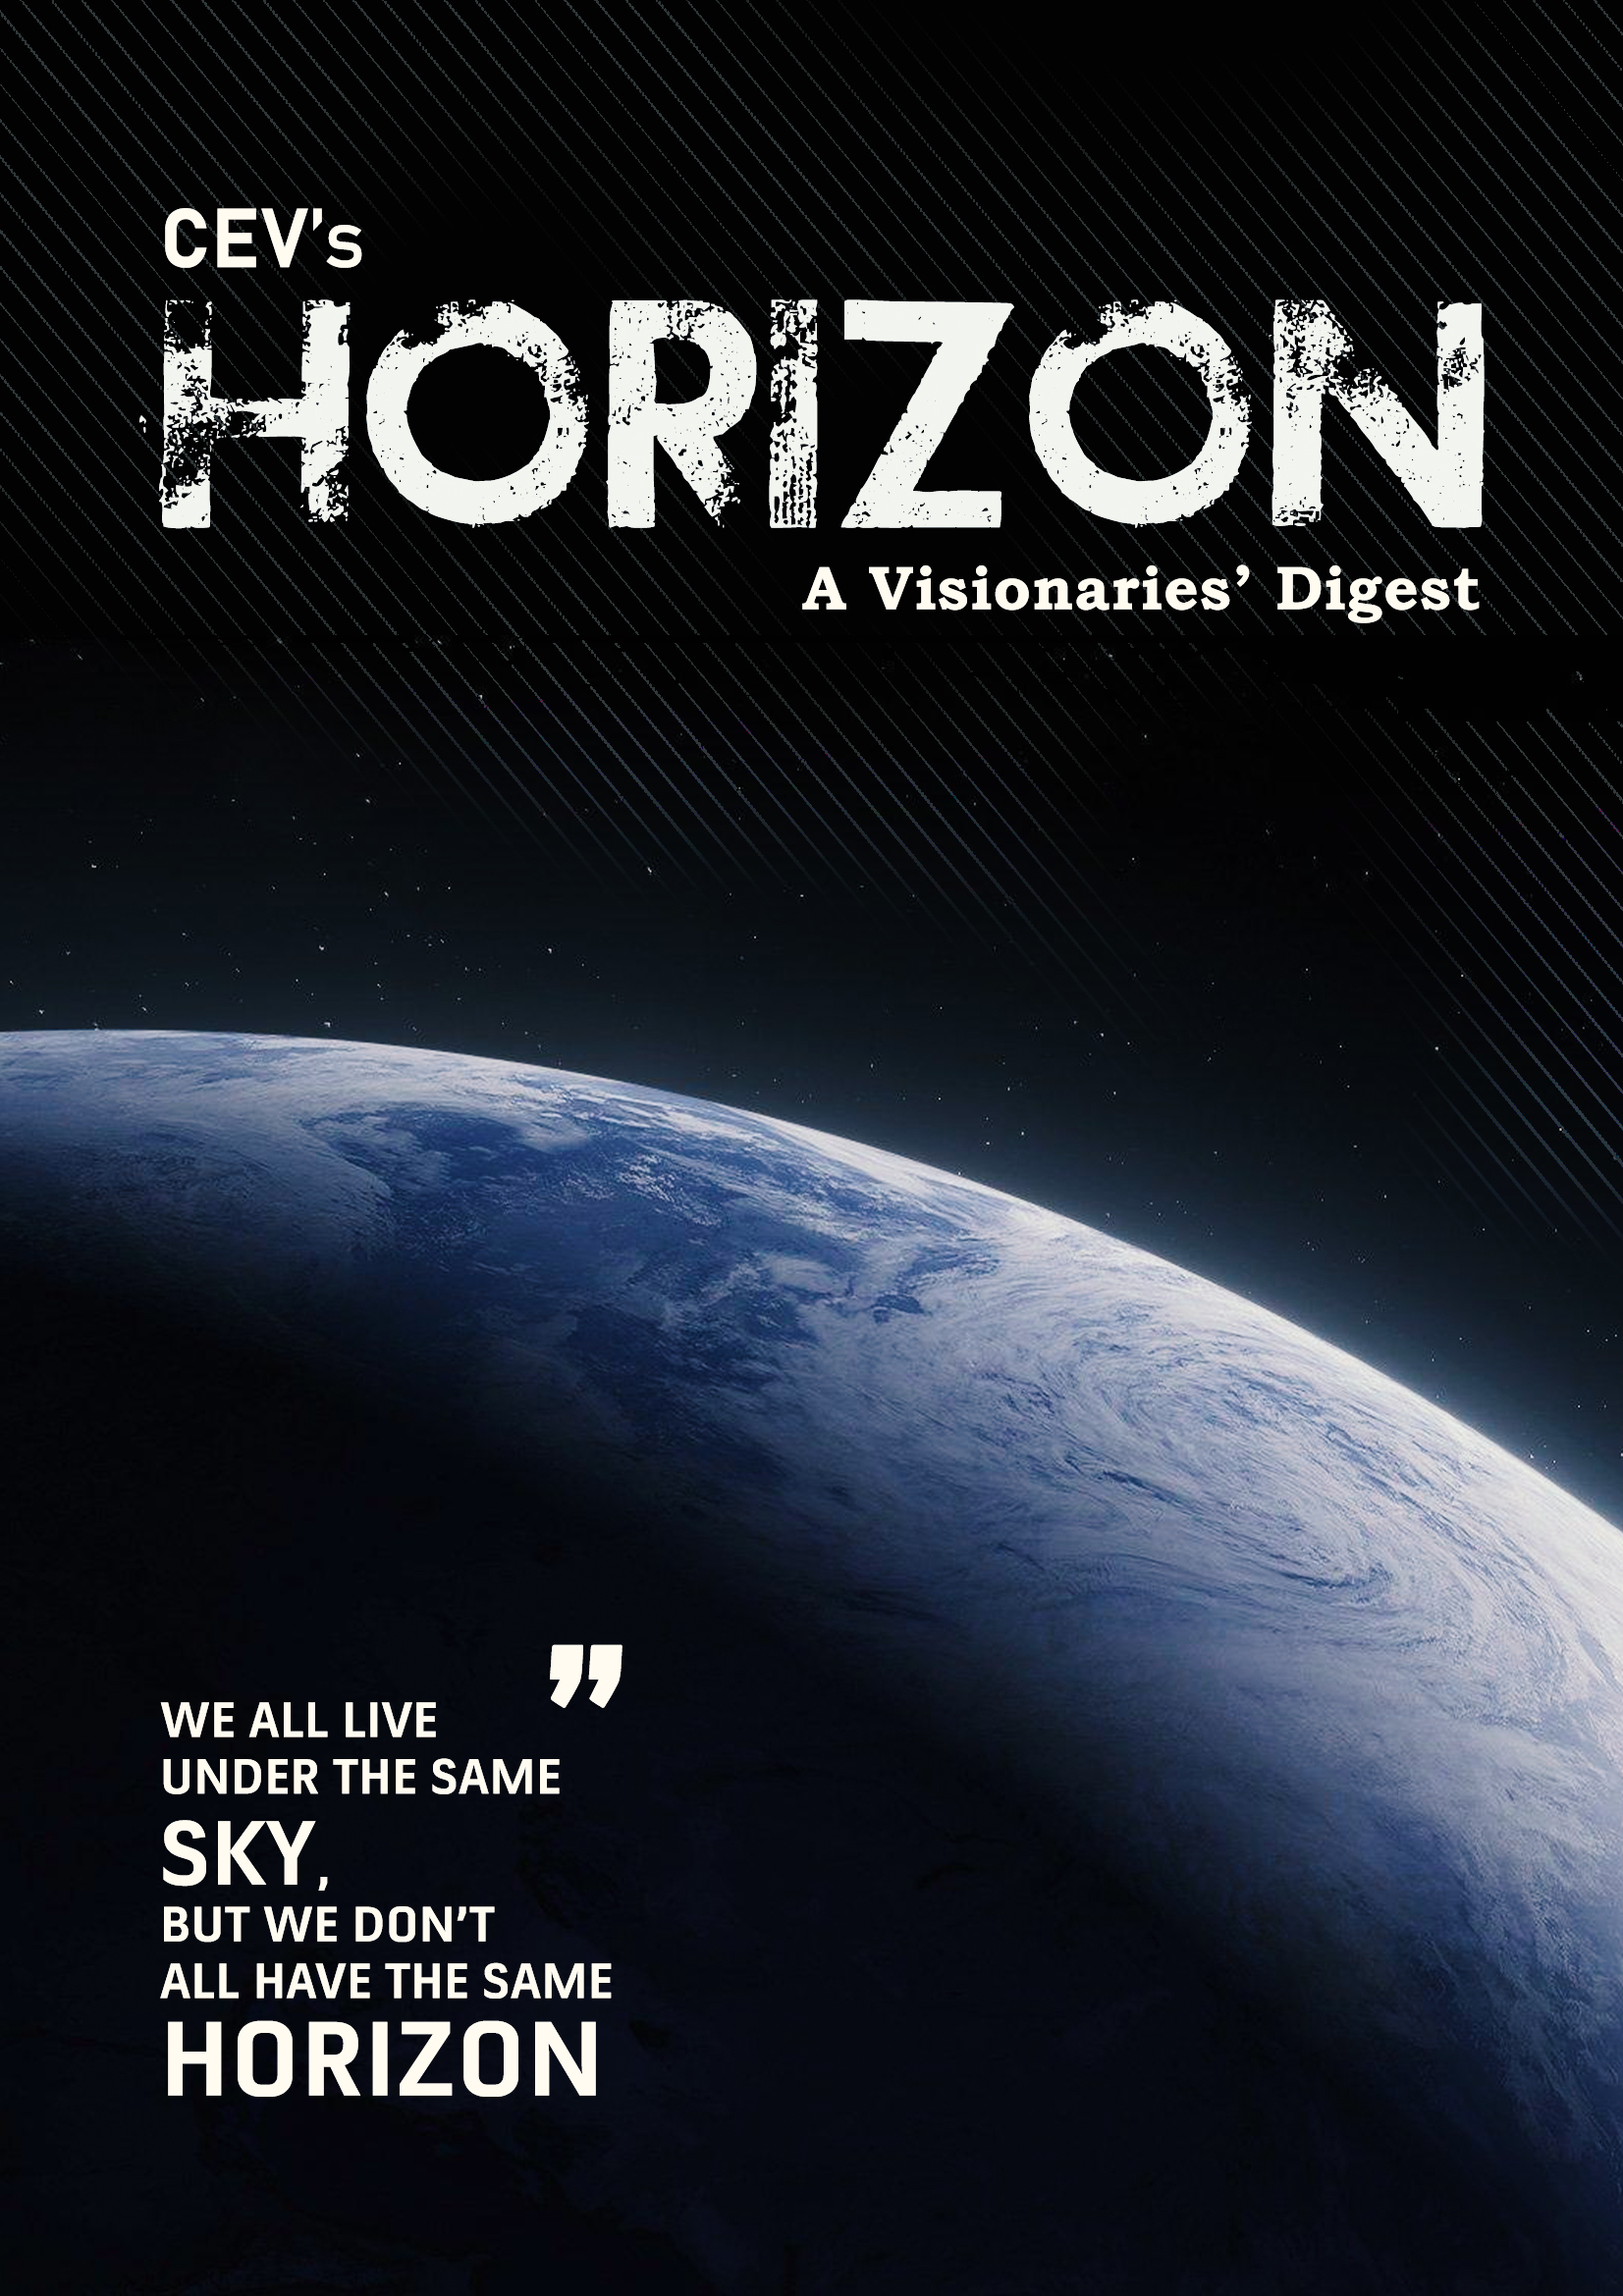 CEV’s
HORIZON
A Visionaries’ Digest
”
WE ALL LIVE
UNDER THE SAME
SKY,
BUT WE DON’T
ALL HAVE THE SAME
HORIZON